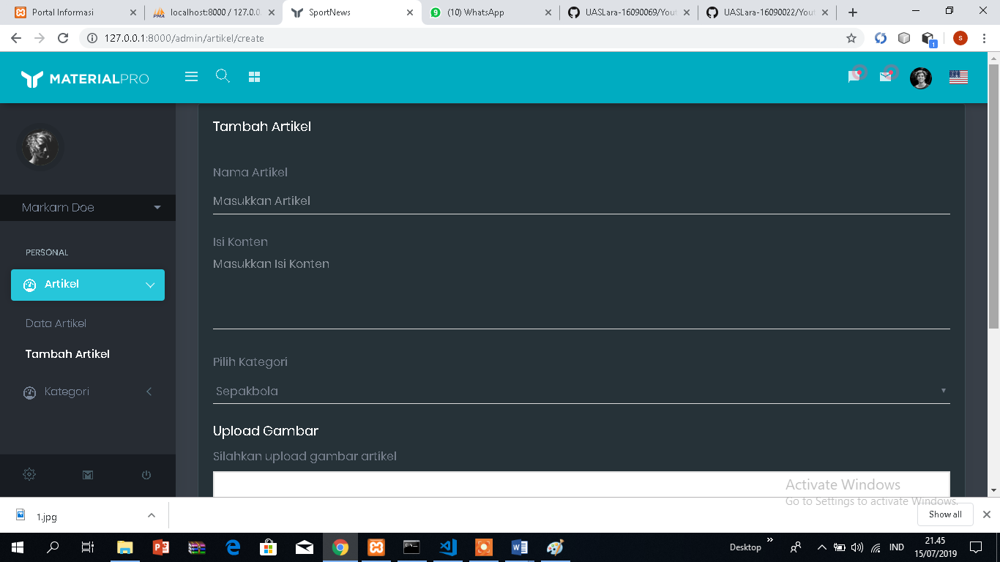 Portal Informasi
localhost:8000 / 127.0.0.
SportNews
(10) WhatsApp
UASLara-16090069/Yout
UASLara-16090022/Yout
127.0.0.1:8000/admin/artikel/create
S
1
MATERIALPRO
Tambah Artikel
Nama Artikel
Masukkan Artikel
Markarn Doe
Isi Konten
PERSONAL
Masukkan Isi Konten
Artikel
Data Artikel
Tambah Artikel
Pilih Kategori
Kategori
Sepakbola
Upload Gambar
Silahkan upload gambar artikel
Activate Windows
Go to Settings to activate Windows.
1.jpg
Show all
Desktop
IND
21.45
15/07/2019